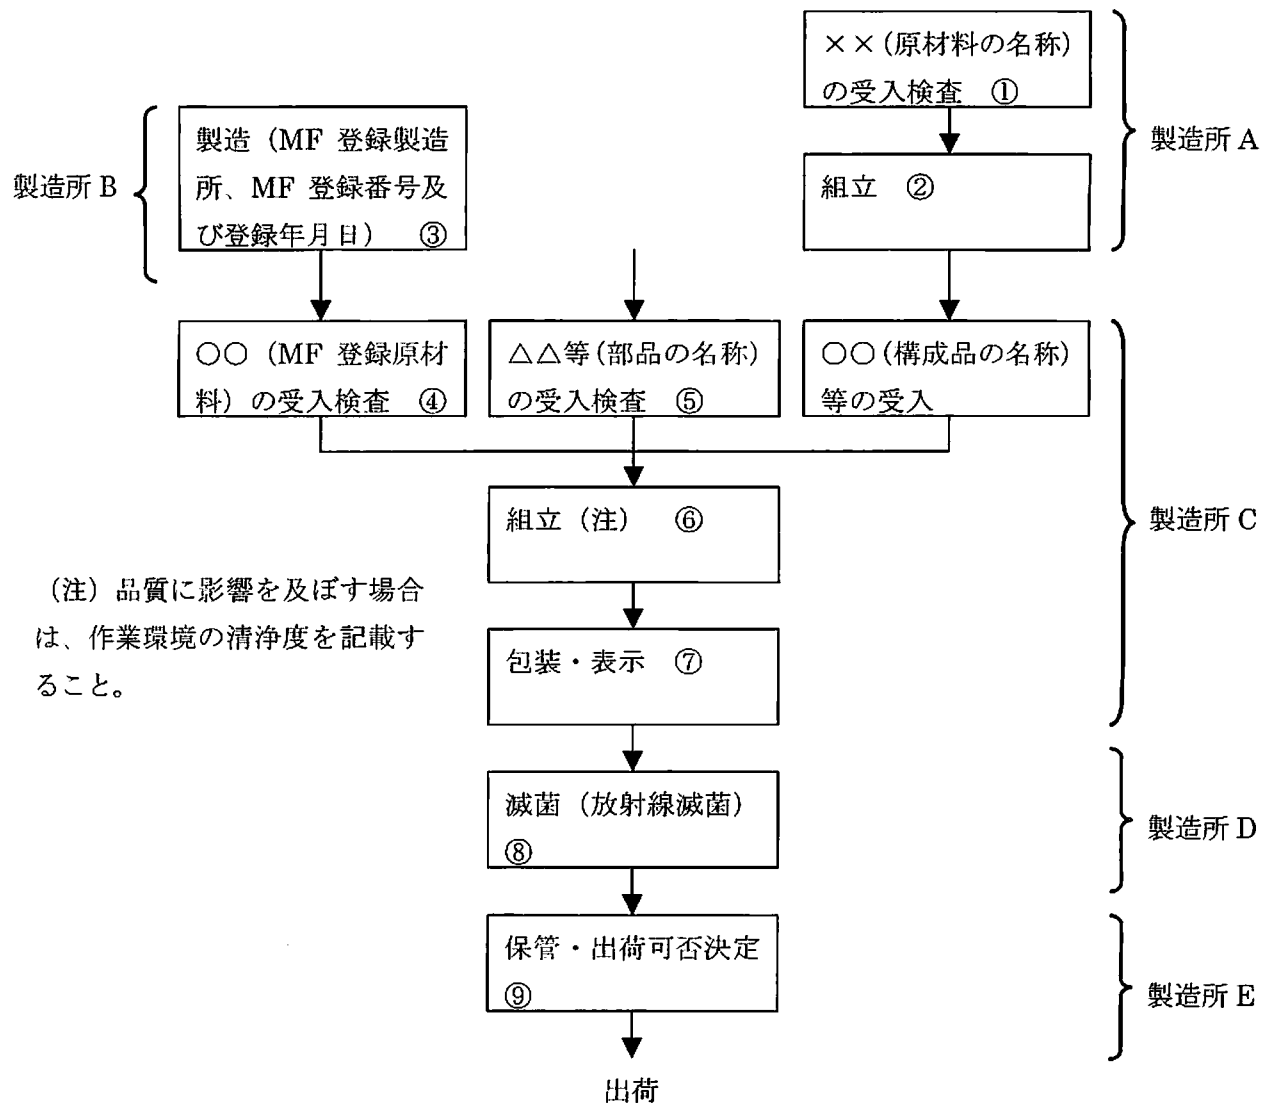 ××(原材料の名称)
の受入検査 ①
製造所 A
組立 ②
製造所 B
製造(MF 登録製造
所、MF 登録番号及
び登録年月日) ③
○○(MF 登録原材
料)の受入検査 ④
△△等(部品の名称)
の受入検査 ⑤
○○(構成品の名称)
等の受入
組立(注) ⑥
製造所 C
(注)品質に影響を及ぼす場合
は、作業環境の清浄度を記載す
ること。
包装・表示 ⑦
滅菌(放射線滅菌)
⑧
製造所 D
保管・出荷可否決定
⑨
製造所 E
出荷